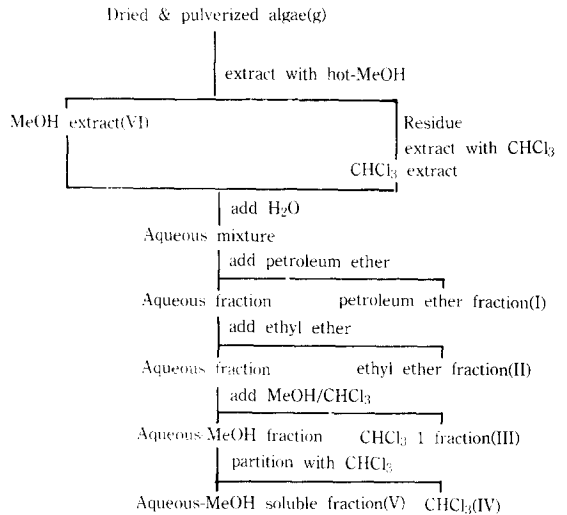 Dried & pulverized algae(g)
extract with hot-MeOH
MeOH extract(VI)
Residue
extract with CHCl₃
CHCl₃ extract
add H₂O
Aqueous mixture
add petroleum ether
Aqueous fraction petroleum ether fraction(I)
add ethyl ether
Aqueous fraction ethyl ether fraction(II)
add MeOH/CHCl₃
Aqueous-MeOH fraction CHCl₃ 1 fraction(III)
partition with CHCl₃
Aqueous-MeOH soluble fraction(V) CHCl₃(IV)